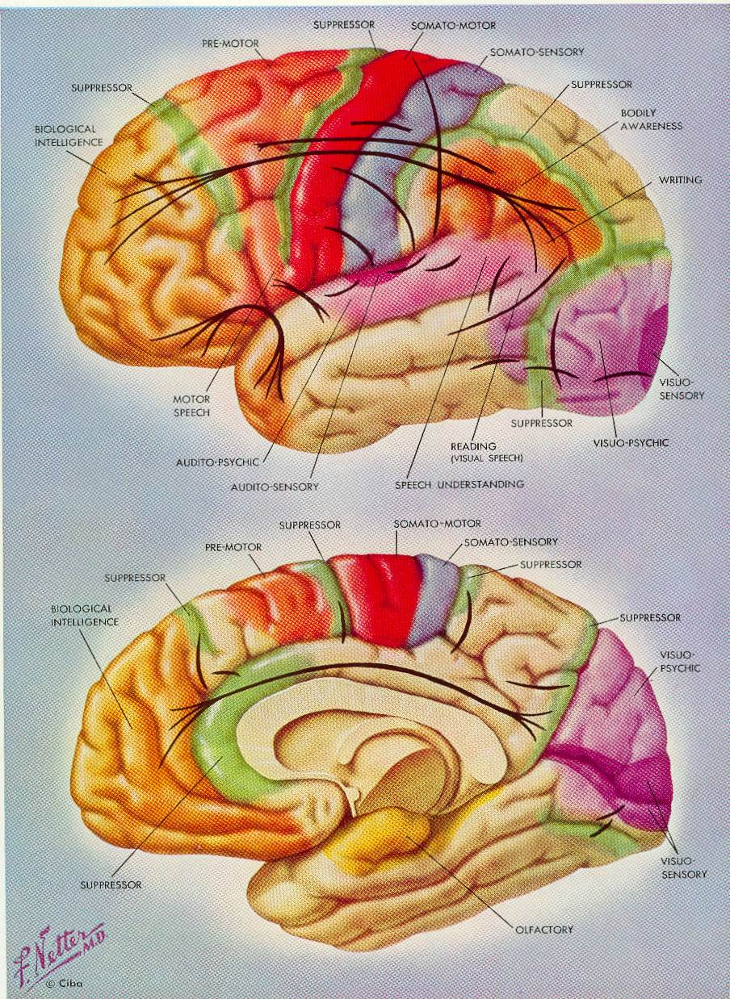 SUPPRESSOR
SOMATO-MOTOR
PRE-MOTOR
SOMATO-SENSORY
SUPPRESSOR
SUPPRESSOR
BODILY
AWARENESS
BIOLOGICAL
INTELLIGENCE
WRITING
MOTOR
SPEECH
VISUO-
SENSORY
SUPPRESSOR
VISUO-PSYCHIC
READING
(VISUAL SPEECH)
AUDITO-PSYCHIC
AUDITO-SENSORY
SPEECH UNDERSTANDING
SUPPRESSOR
SOMATO-MOTOR
PRE-MOTOR
SOMATO-SENSORY
SUPPRESSOR
SUPPRESSOR
BIOLOGICAL
INTELLIGENCE
SUPPRESSOR
VISUO-
PSYCHIC
VISUO-
SENSORY
SUPPRESSOR
OLFACTORY
F. Netter
M.D.
© Ciba